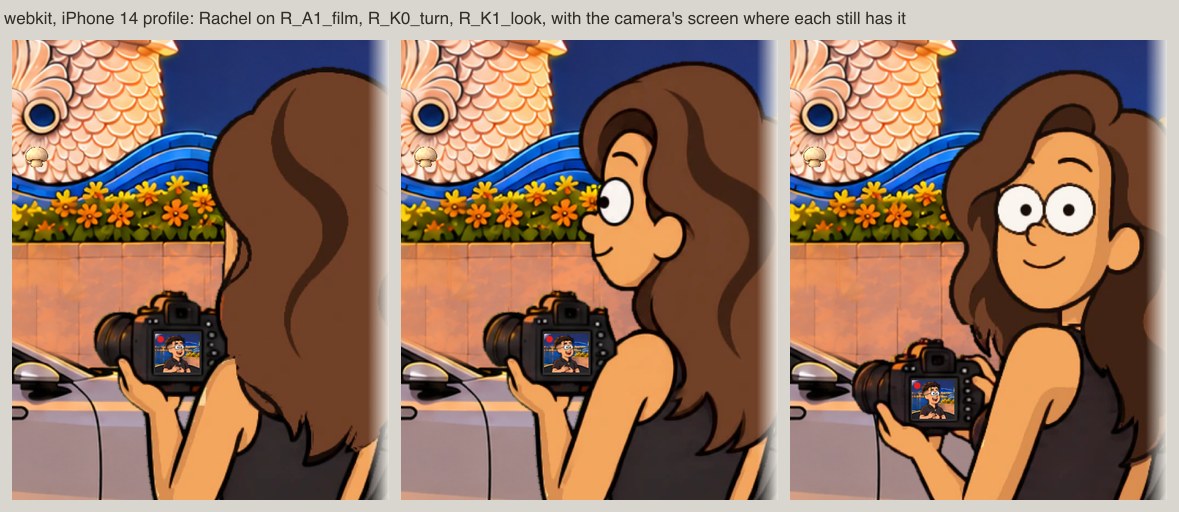 webkit, iPhone 14 profile: Rachel on R_A1_film, R_K0_turn, R_K1_look, with the camera's screen where each still has it